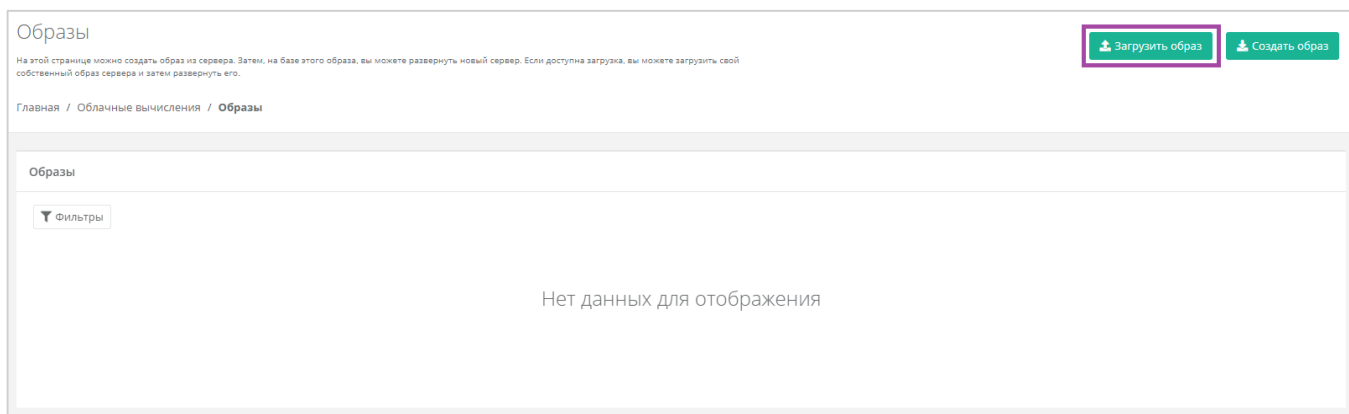 Образы
Загрузить образ
Создать образ
На этой странице можно создать образ из сервера. Затем, на базе этого образа, вы можете развернуть новый сервер. Если доступна загрузка, вы можете загрузить свой
собственный образ сервера и затем развернуть его.
Главная / Облачные вычисления / Образы
Образы
Фильтры
Нет данных для отображения